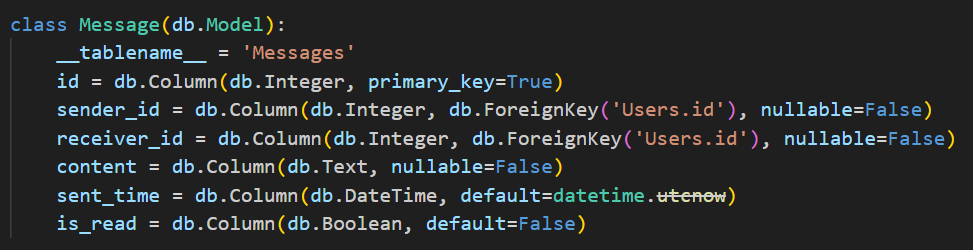 class Message(db.Model):
    __tablename__ = 'Messages'
    id = db.Column(db.Integer, primary_key=True)
    sender_id = db.Column(db.Integer, db.ForeignKey('Users.id'), nullable=False)
    receiver_id = db.Column(db.Integer, db.ForeignKey('Users.id'), nullable=False)
    content = db.Column(db.Text, nullable=False)
    sent_time = db.Column(db.DateTime, default=datetime.utcnow)
    is_read = db.Column(db.Boolean, default=False)